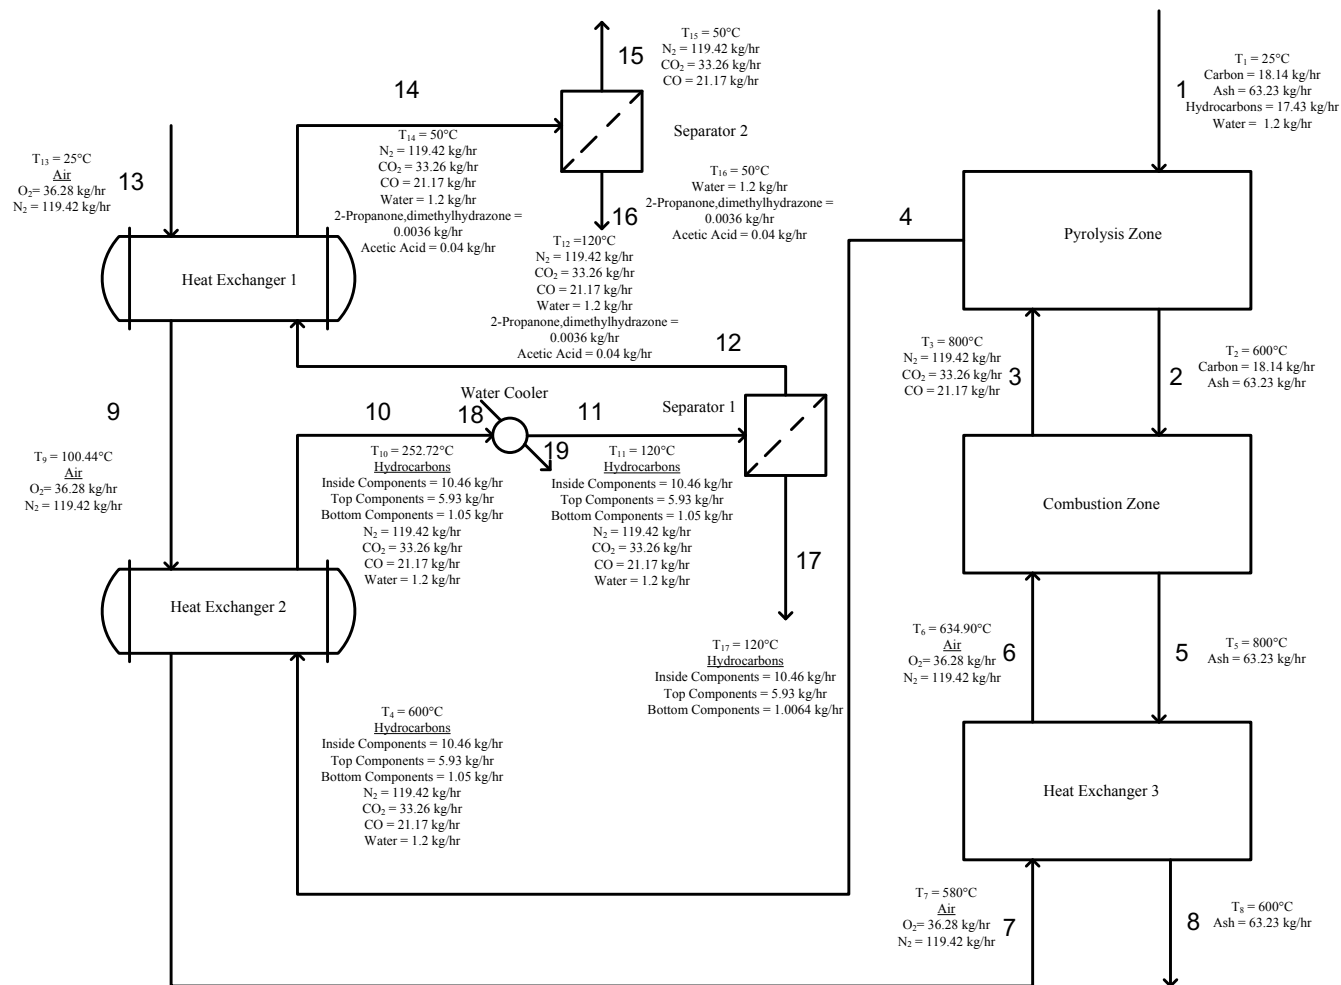 15
T₁₅ = 50°C
N₂ = 119.42 kg/hr
CO₂ = 33.26 kg/hr
CO = 21.17 kg/hr
14
T₁₄ = 50°C
N₂ = 119.42 kg/hr
CO₂ = 33.26 kg/hr
CO = 21.17 kg/hr
Water = 1.2 kg/hr
2-Propanone,dimethylhydrazone =
0.0036 kg/hr
Acetic Acid = 0.04 kg/hr
Separator 2
T₁₆ = 50°C
Water = 1.2 kg/hr
2-Propanone,dimethylhydrazone =
0.0036 kg/hr
Acetic Acid = 0.04 kg/hr
16
1
T₁ = 25°C
Carbon = 18.14 kg/hr
Ash = 63.23 kg/hr
Hydrocarbons = 17.43 kg/hr
Water = 1.2 kg/hr
T₁₃ = 25°C
Air
O₂= 36.28 kg/hr
N₂ = 119.42 kg/hr
13
Heat Exchanger 1
T₁₂ =120°C
N₂ = 119.42 kg/hr
CO₂ = 33.26 kg/hr
CO = 21.17 kg/hr
Water = 1.2 kg/hr
2-Propanone,dimethylhydrazone =
0.0036 kg/hr
Acetic Acid = 0.04 kg/hr
12
4
Pyrolysis Zone
T₃ = 800°C
N₂ = 119.42 kg/hr
CO₂ = 33.26 kg/hr
CO = 21.17 kg/hr
3
2
T₂ = 600°C
Carbon = 18.14 kg/hr
Ash = 63.23 kg/hr
9
T₉ = 100.44°C
Air
O₂= 36.28 kg/hr
N₂ = 119.42 kg/hr
10
T₁₀ = 252.72°C
Hydrocarbons
Inside Components = 10.46 kg/hr
Top Components = 5.93 kg/hr
Bottom Components = 1.05 kg/hr
N₂ = 119.42 kg/hr
CO₂ = 33.26 kg/hr
CO = 21.17 kg/hr
Water = 1.2 kg/hr
Water Cooler
18
19
11
T₁₁ = 120°C
Hydrocarbons
Inside Components = 10.46 kg/hr
Top Components = 5.93 kg/hr
Bottom Components = 1.05 kg/hr
N₂ = 119.42 kg/hr
CO₂ = 33.26 kg/hr
CO = 21.17 kg/hr
Water = 1.2 kg/hr
Separator 1
17
T₁₇ = 120°C
Hydrocarbons
Inside Components = 10.46 kg/hr
Top Components = 5.93 kg/hr
Bottom Components = 1.0064 kg/hr
Combustion Zone
Heat Exchanger 2
T₆ = 634.90°C
Air
O₂= 36.28 kg/hr
N₂ = 119.42 kg/hr
6
5
T₅ = 800°C
Ash = 63.23 kg/hr
T₄ = 600°C
Hydrocarbons
Inside Components = 10.46 kg/hr
Top Components = 5.93 kg/hr
Bottom Components = 1.05 kg/hr
N₂ = 119.42 kg/hr
CO₂ = 33.26 kg/hr
CO = 21.17 kg/hr
Water = 1.2 kg/hr
Heat Exchanger 3
T₇ = 580°C
Air
O₂= 36.28 kg/hr
N₂ = 119.42 kg/hr
7
8
T₈ = 600°C
Ash = 63.23 kg/hr